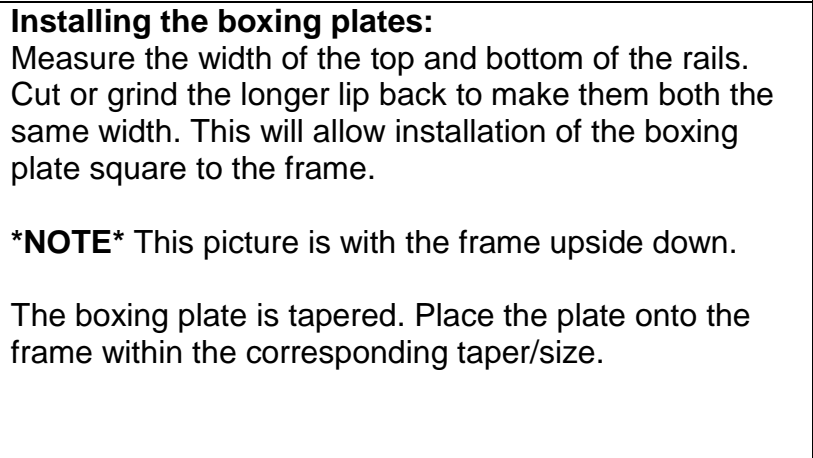 Installing the boxing plates:
Measure the width of the top and bottom of the rails.
Cut or grind the longer lip back to make them both the
same width. This will allow installation of the boxing
plate square to the frame.
*NOTE* This picture is with the frame upside down.
The boxing plate is tapered. Place the plate onto the
frame within the corresponding taper/size.